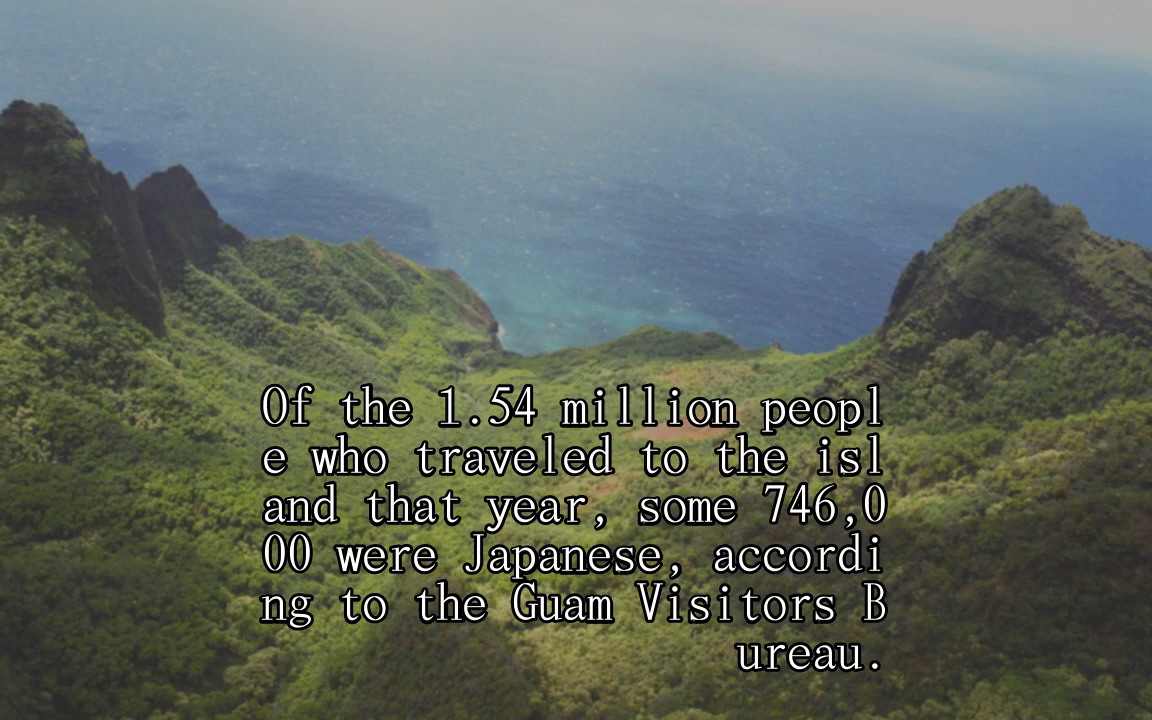 Of the 1.54 million peopl
e who traveled to the isl
and that year, some 746,0
00 were Japanese, accordi
ng to the Guam Visitors B
ureau.